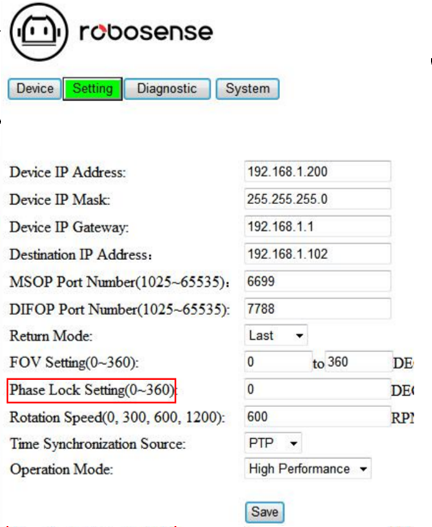 robosense
Device Setting Diagnostic System
Device IP Address: 192.168.1.200
Device IP Mask: 255.255.255.0
Device IP Gateway: 192.168.1.1
Destination IP Address： 192.168.1.102
MSOP Port Number(1025~65535)： 6699
DIFOP Port Number(1025~65535): 7788
Return Mode: Last
FOV Setting(0~360): 0 to 360 DE
Phase Lock Setting(0~360): 0 DE
Rotation Speed(0, 300, 600, 1200): 600 RP
Time Synchronization Source: PTP
Operation Mode: High Performance
Save